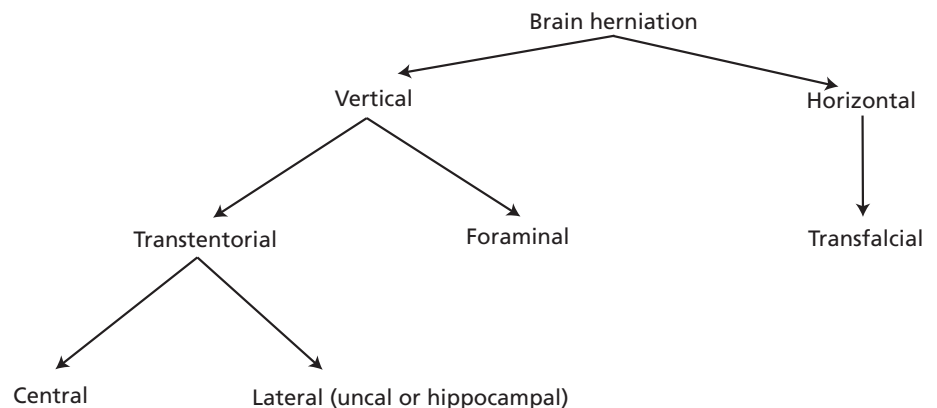 Brain herniation
Vertical
Horizontal
Transtentorial
Foraminal
Transfalcial
Central
Lateral (uncal or hippocampal)